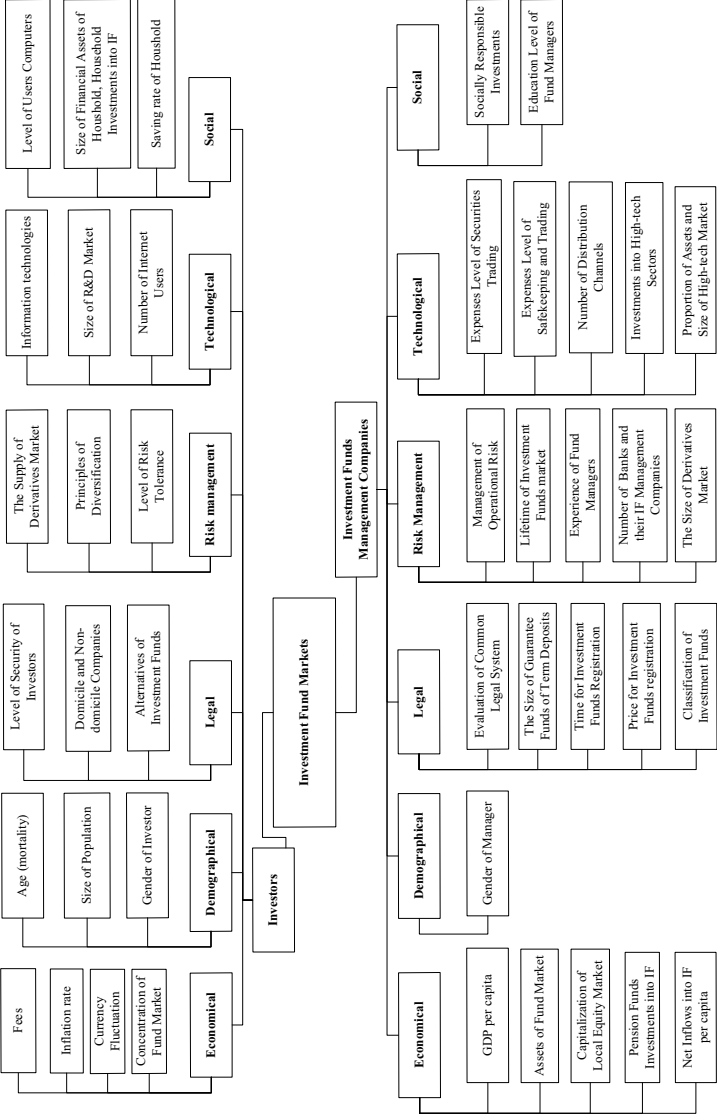 Fees
Inflation rate
Currency
Fluctuation
Concentration of
Fund Market
Economical
Age (mortality)
Size of Population
Gender of Investor
Demographical
Level of Security of
Investors
Domicile and Non-
domicile Companies
Alternatives of
Investment Funds
Legal
The Supply of
Derivatives Market
Principles of
Diversification
Level of Risk
Tolerance
Risk management
Information technologies
Size of R&D Market
Number of Internet
Users
Technological
Level of Users Computers
Size of Financial Assets of
Houshold, Household
Investments into IF
Saving rate of Houshold
Social
Investors
Investment Fund Markets
Investment Funds
Management Companies
Economical
GDP per capita
Assets of Fund Market
Capitalization of
Local Equity Market
Pension Funds
Investments into IF
Net Inflows into IF
per capita
Demographical
Gender of Manager
Legal
Evaluation of Common
Legal System
The Size of Guarantee
Funds of Term Deposits
Time for Investment
Funds Registration
Price for Investment
Funds registration
Classification of
Investment Funds
Risk Management
Management of
Operational Risk
Lifetime of Investment
Funds market
Experience of Fund
Managers
Number of Banks and
their IF Management
Companies
The Size of Derivatives
Market
Technological
Expenses Level of Securities
Trading
Expenses Level of
Safekeeping and Trading
Number of Distribution
Channels
Investments into High-tech
Sectors
Proportion of Assets and
Size of High-tech Market
Social
Socially Responsible
Investments
Education Level of
Fund Managers